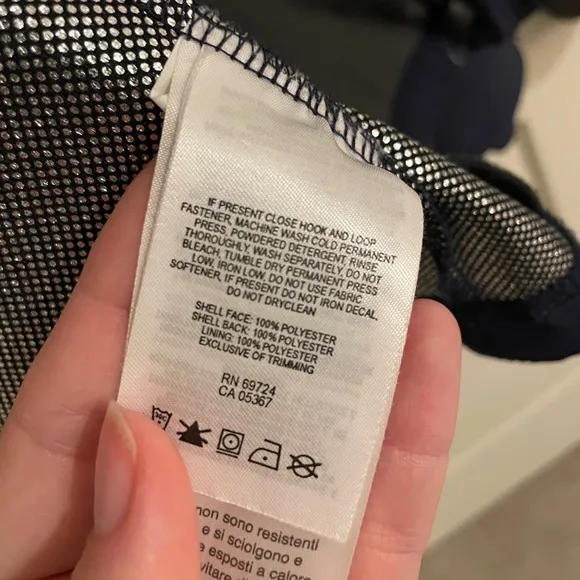 IF PRESENT CLOSE HOOK AND LOOP
FASTENER, MACHINE WASH COLD PERMANENT
PRESS, POWDERED DETERGENT, RINSE
THOROUGHLY, WASH SEPARATELY, DO NOT
BLEACH, TUMBLE DRY PERMANENT PRESS
LOW, IRON LOW. DO NOT USE FABRIC
SOFTENER, IF PRESENT DO NOT IRON DECAL.
DO NOT DRYCLEAN
SHELL FACE: 100% POLYESTER
SHELL BACK: 100% POLYESTER
LINING: 100% POLYESTER
EXCLUSIVE OF TRIMMING
RN 69724
CA 05367
30C
non sono resistenti
e si sciolgono e
e esposti a calore